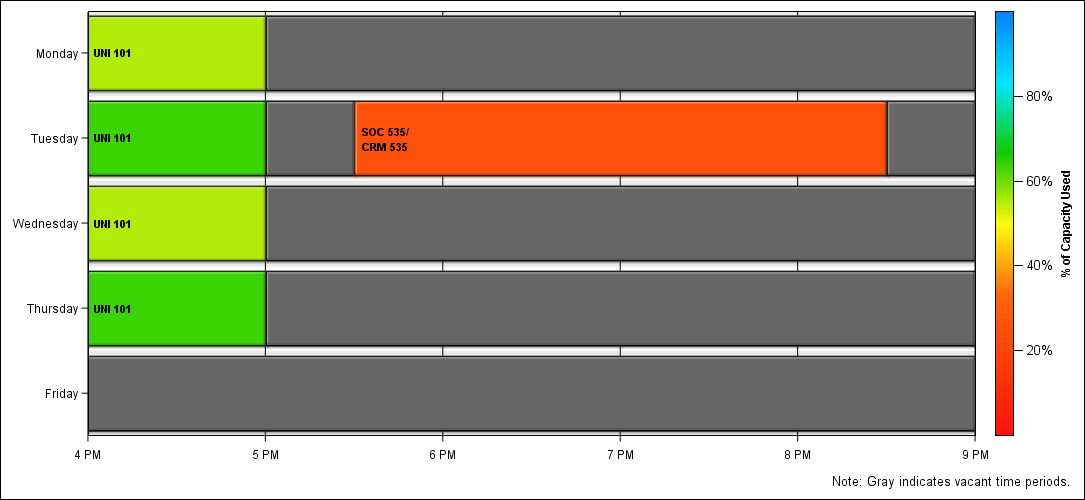 Monday
UNI 101
Tuesday
UNI 101
SOC 535/
CRM 535
Wednesday
UNI 101
Thursday
UNI 101
Friday
4 PM
5 PM
6 PM
7 PM
8 PM
9 PM
80%
60%
40%
20%
% of Capacity Used
Note: Gray indicates vacant time periods.